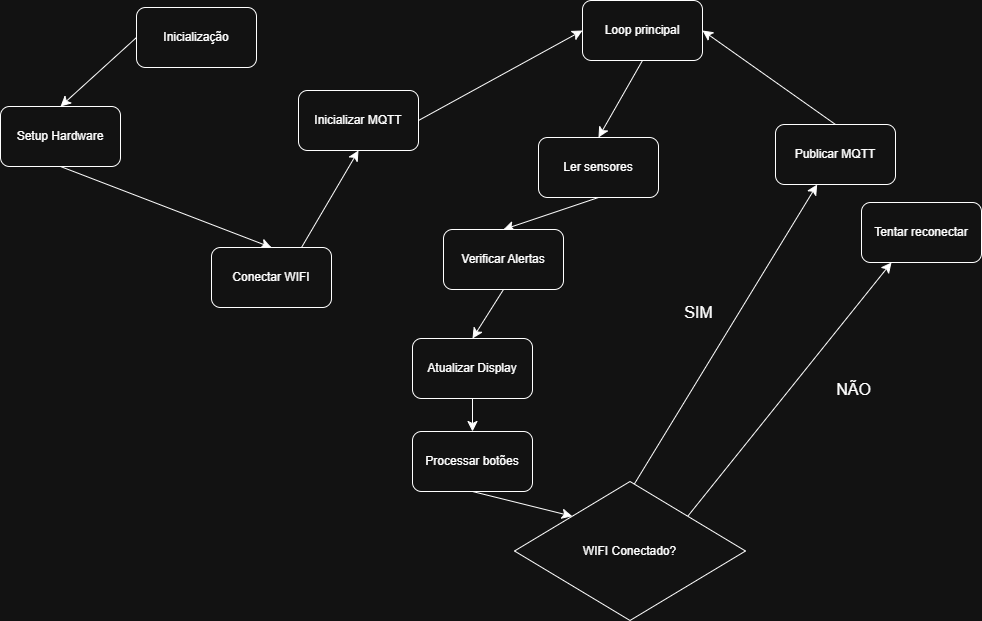 Inicialização
Setup Hardware
Conectar WIFI
Inicializar MQTT
Loop principal
Ler sensores
Verificar Alertas
Atualizar Display
Processar botões
WIFI Conectado?
SIM
Publicar MQTT
NÃO
Tentar reconectar